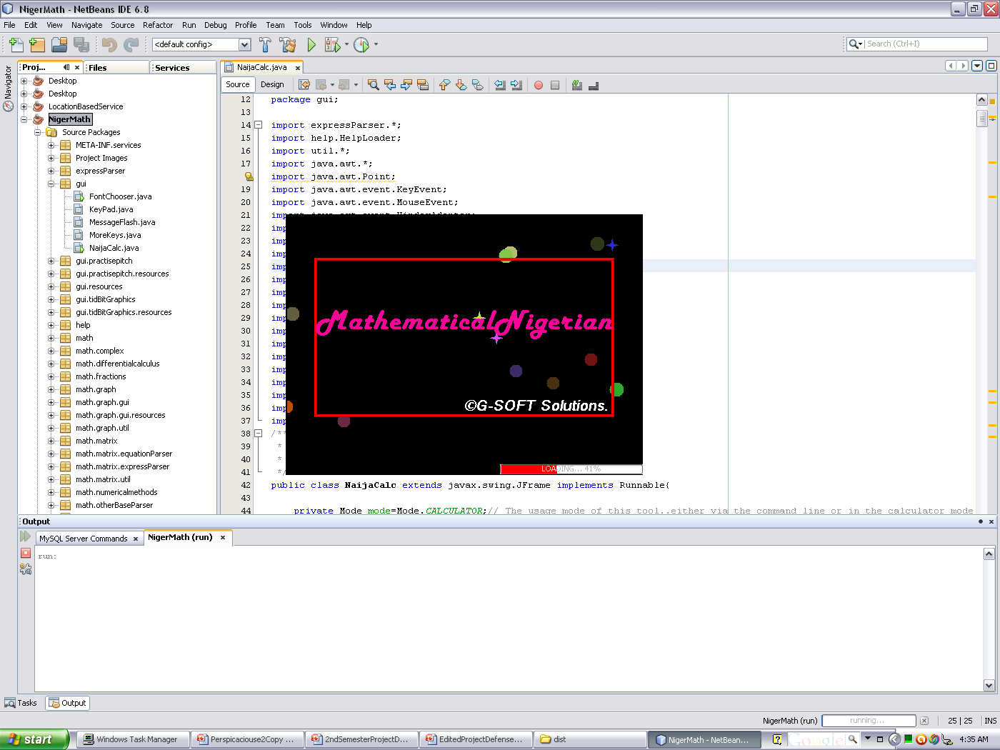 NigerMath - NetBeans IDE 6.8
File Edit View Navigate Source Refactor Run Debug Profile Team Tools Window Help
<default config>
Search (Ctrl+I)
Navigator
Proj...
Files
Services
Desktop
Desktop
LocationBasedService
NigerMath
Source Packages
META-INF.services
Project Images
expressParser
gui
FontChooser.java
KeyPad.java
MessageFlash.java
MoreKeys.java
NaijaCalc.java
gui.practisepitch
gui.practisepitch.resources
gui.resources
gui.tidBitGraphics
gui.tidBitGraphics.resources
help
math
math.complex
math.differentialcalculus
math.fractions
math.graph
math.graph.gui
math.graph.gui.resources
math.graph.util
math.matrix
math.matrix.equationParser
math.matrix.expressParser
math.matrix.util
math.numericalmethods
math.otherBaseParser
NaijaCalc.java
Source Design
12 package gui;
13
14 import expressParser.*;
15 import help.HelpLoader;
16 import util.*;
17 import java.awt.*;
import java.awt.Point;
19 import java.awt.event.KeyEvent;
20 import java.awt.event.MouseEvent;
21
22 imp
23 imp
24 imp
25 imp
26 imp
27 imp
28 imp
29 imp
30 imp
31 imp
32 imp
33 imp
34 imp
35 imp
36 imp
37 imp
38 /**
39 *
40 *
41 */
42 public class NaijaCalc extends javax.swing.JFrame implements Runnable{
43
44 private Mode mode=Mode.CALCULATOR;// The usage mode of this tool..either via the command line or in the calculator mode
MathematicalNigerian
©G-SOFT Solutions.
LOADING... 41%
Output
MySQL Server Commands
NigerMath (run)
run:
Tasks
Output
NigerMath (run)
running...
25 | 25
INS
start
Windows Task Manager
Perspicaciouse2Copy ...
2ndSemesterProjectD...
EditedProjectDefense...
dist
NigerMath - NetBean...
Google
4:35 AM